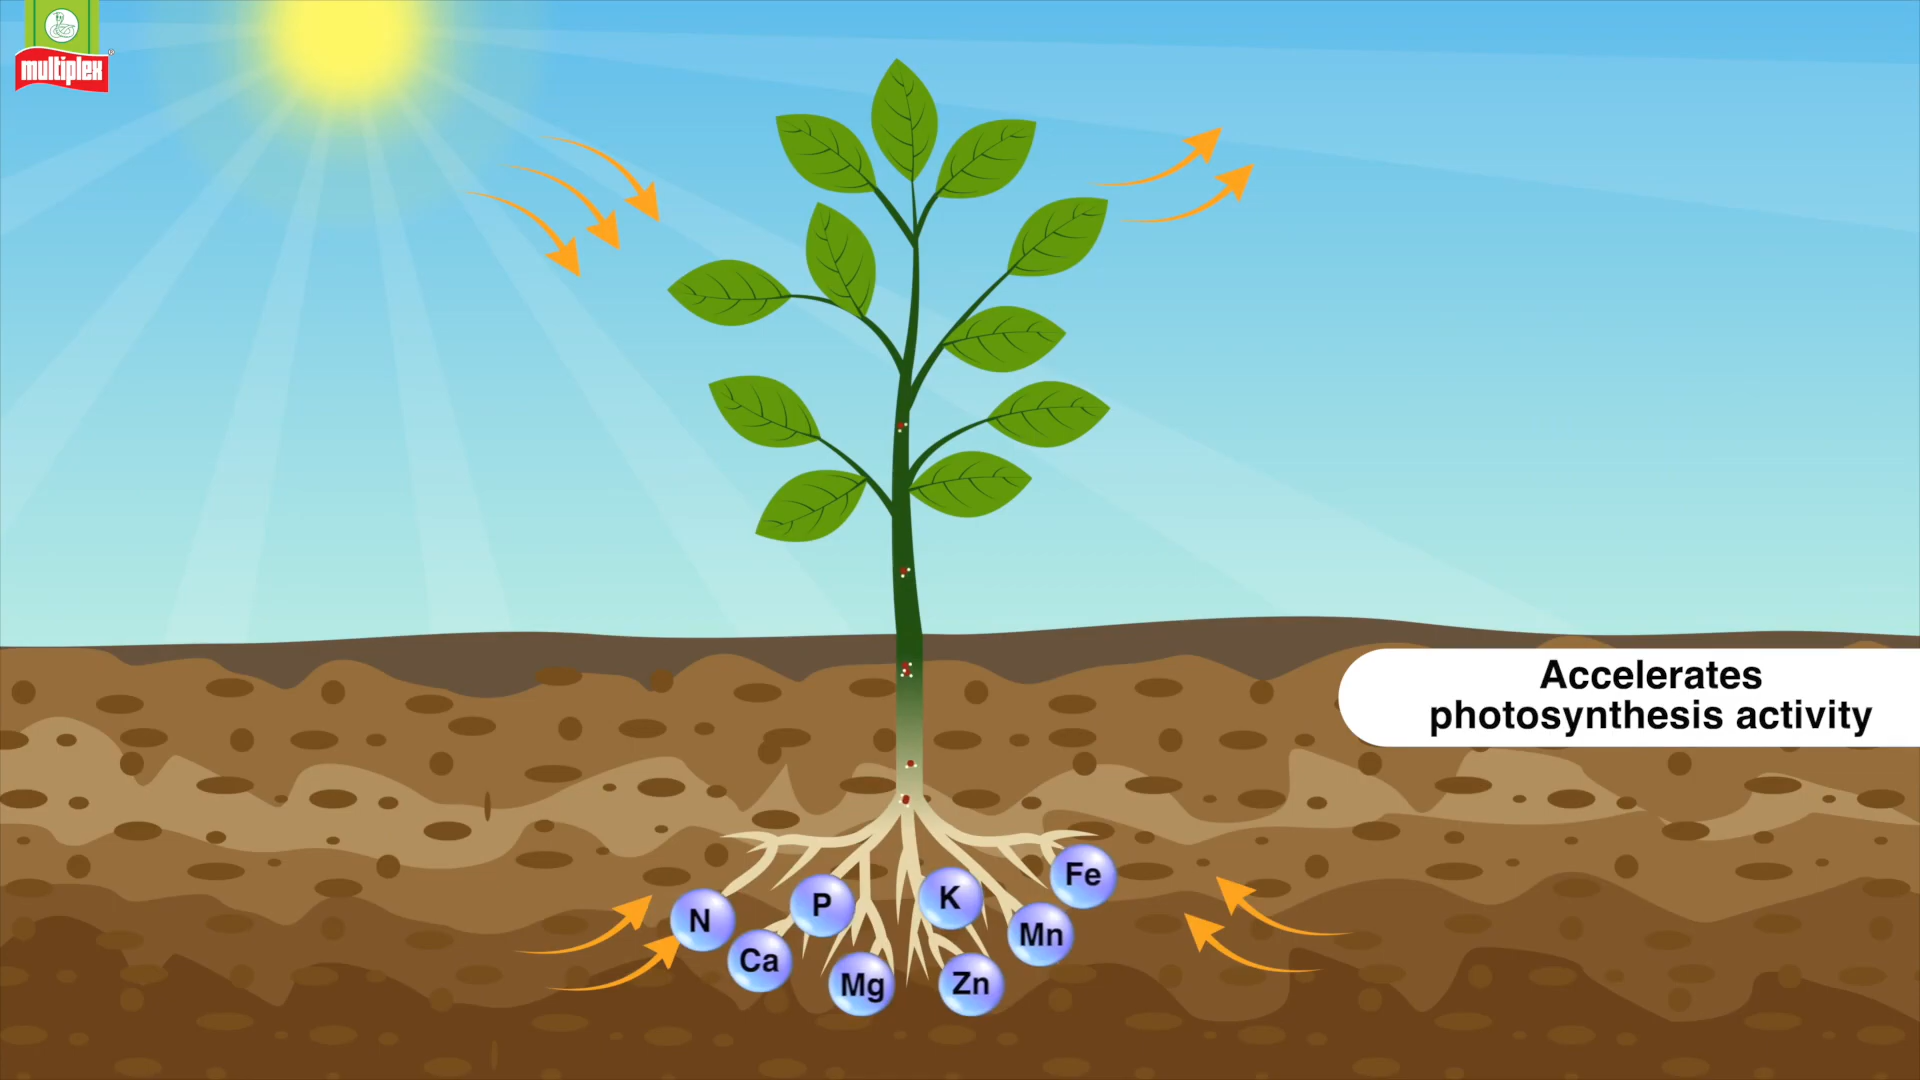 multiplex
®
Accelerates
photosynthesis activity
Fe
K
P
N
Mn
Ca
Mg
Zn